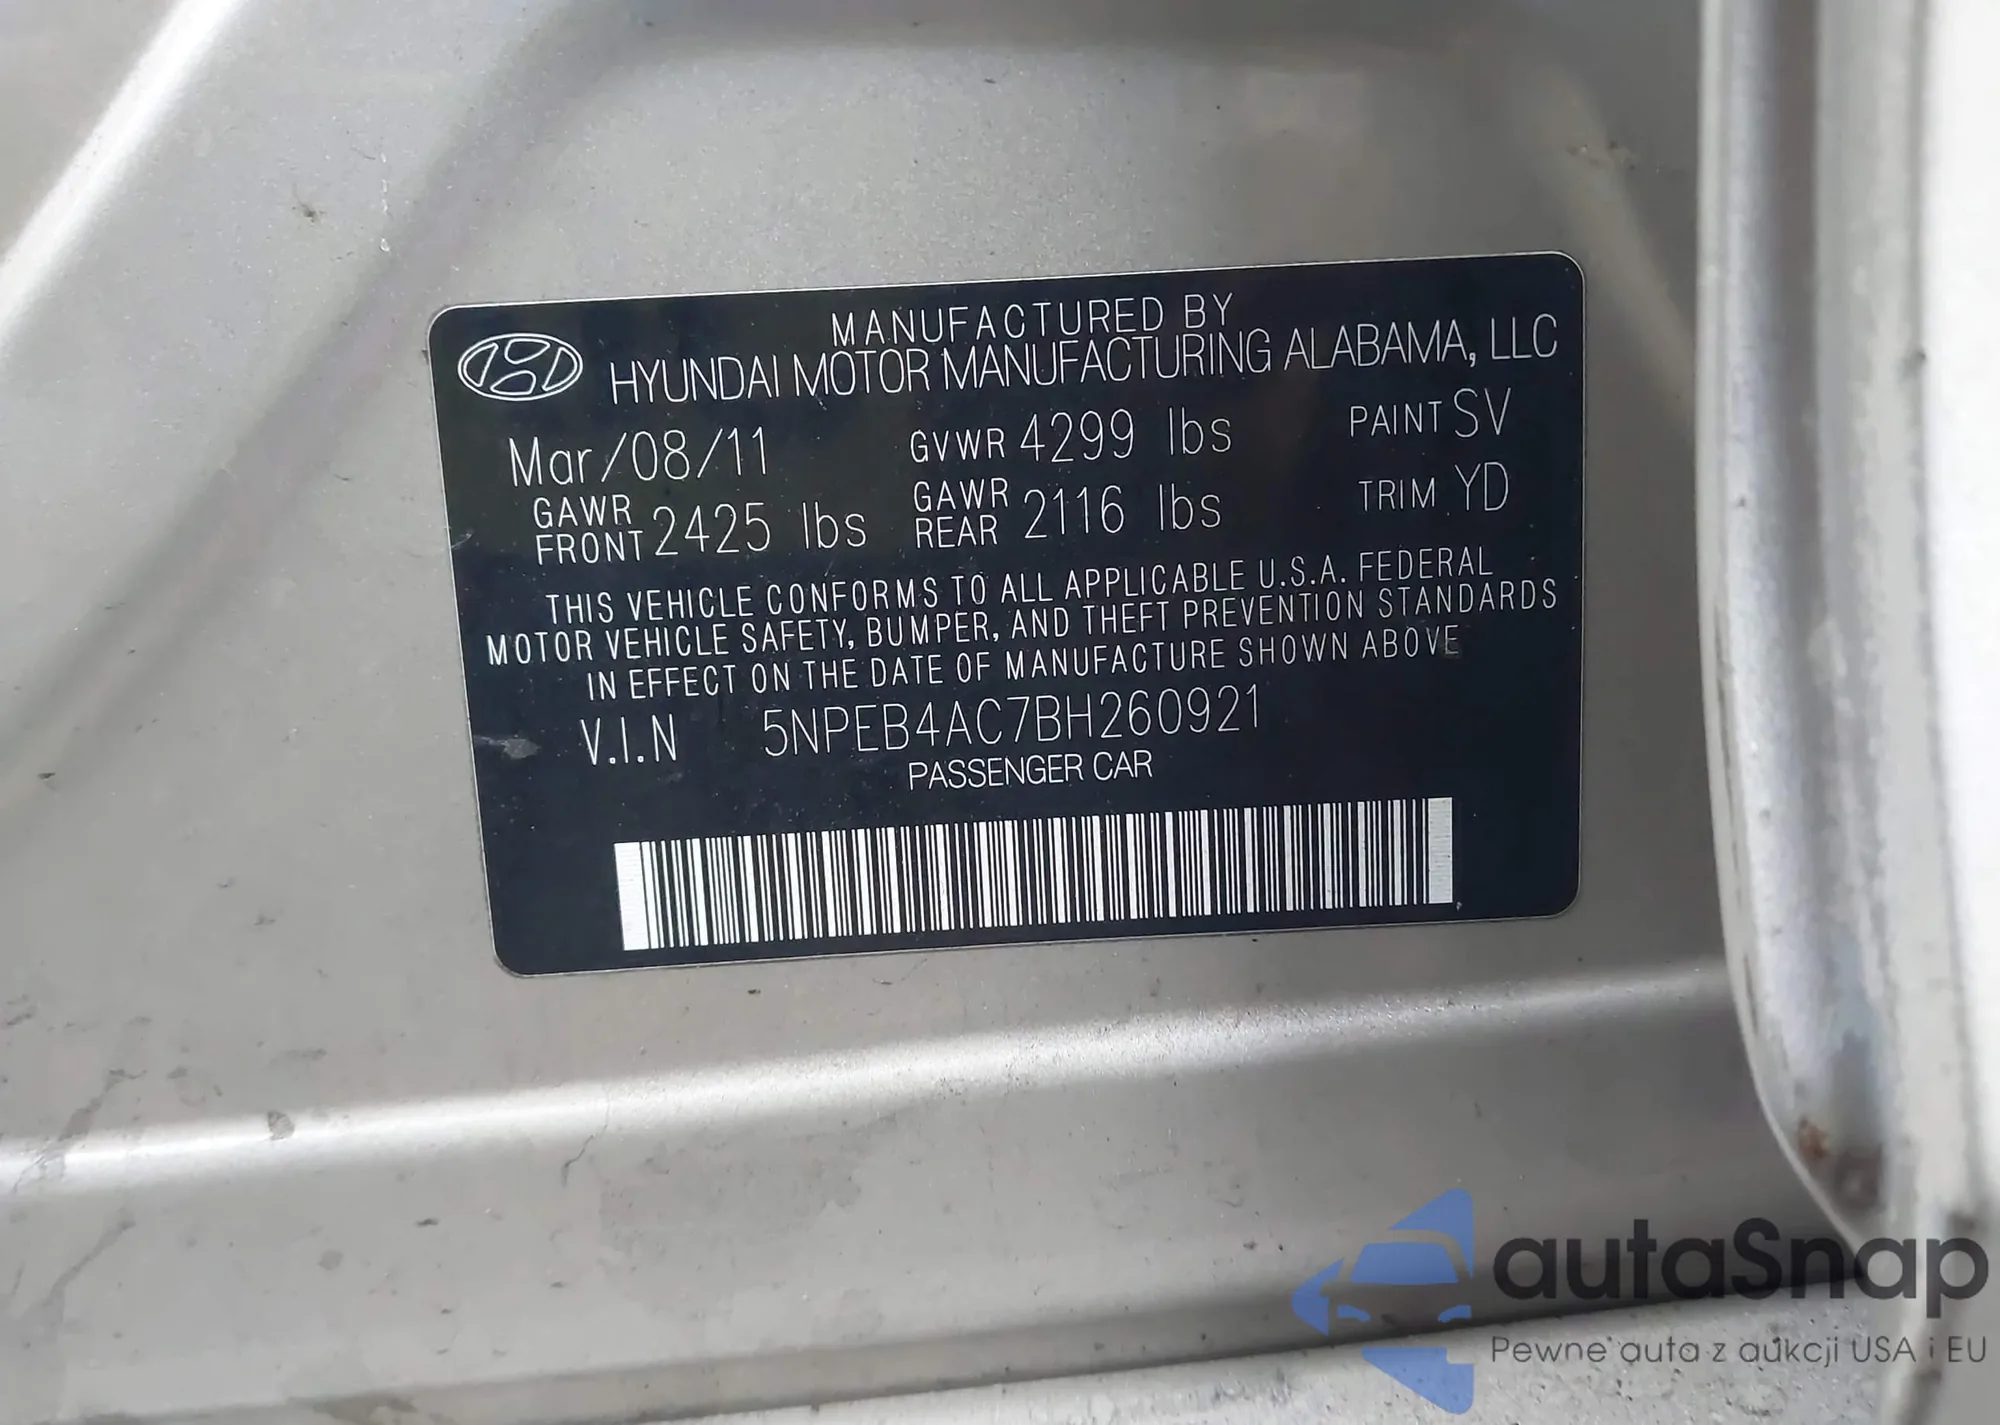 MANUFACTURED BY
HYUNDAI MOTOR MANUFACTURING ALABAMA, LLC
Mar/08/11 GVWR 4299 lbs PAINT SV
GAWR FRONT 2425 lbs GAWR REAR 2116 lbs TRIM YD
THIS VEHICLE CONFORMS TO ALL APPLICABLE U.S.A. FEDERAL
MOTOR VEHICLE SAFETY, BUMPER, AND THEFT PREVENTION STANDARDS
IN EFFECT ON THE DATE OF MANUFACTURE SHOWN ABOVE
V.I.N 5NPEB4AC7BH260921
PASSENGER CAR
autaSnap
Pewne auta z aukcji USA i EU